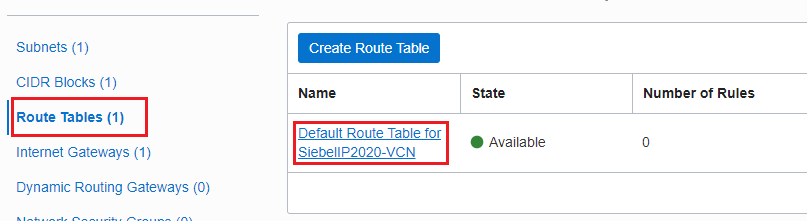 Subnets (1)
CIDR Blocks (1)
Route Tables (1)
Internet Gateways (1)
Dynamic Routing Gateways (0)
Network Security Groups (0)
Create Route Table
Name State Number of Rules
Default Route Table for
SiebelIP2020-VCN
Available 0